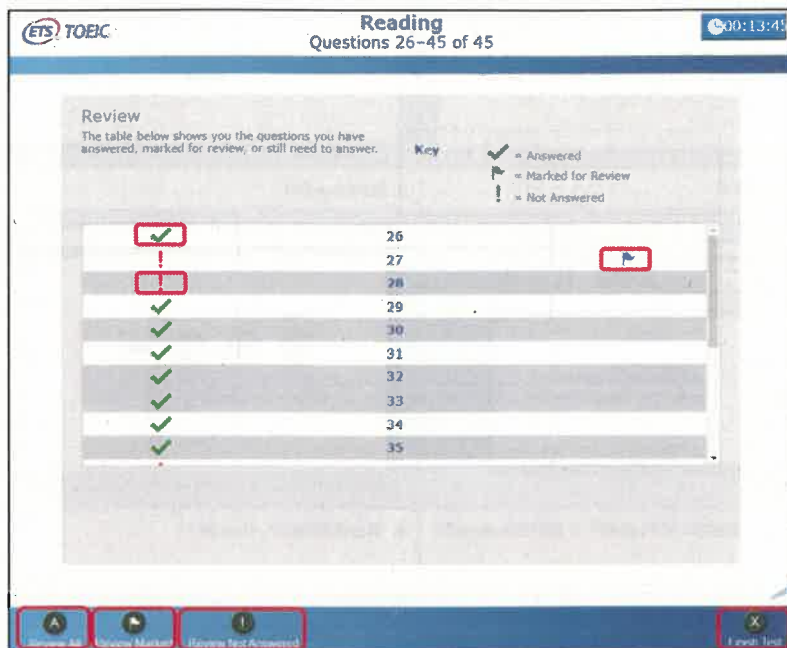 ETS TOEIC
Reading
Questions 26-45 of 45
00:13:45
Review
The table below shows you the questions you have
answered, marked for review, or still need to answer.
Key
= Answered
= Marked for Review
! = Not Answered
26
! 27
! 28
29
30
31
32
33
34
35
A
!
X
Review All
Review Marked
Review Not Answered
Finish Test